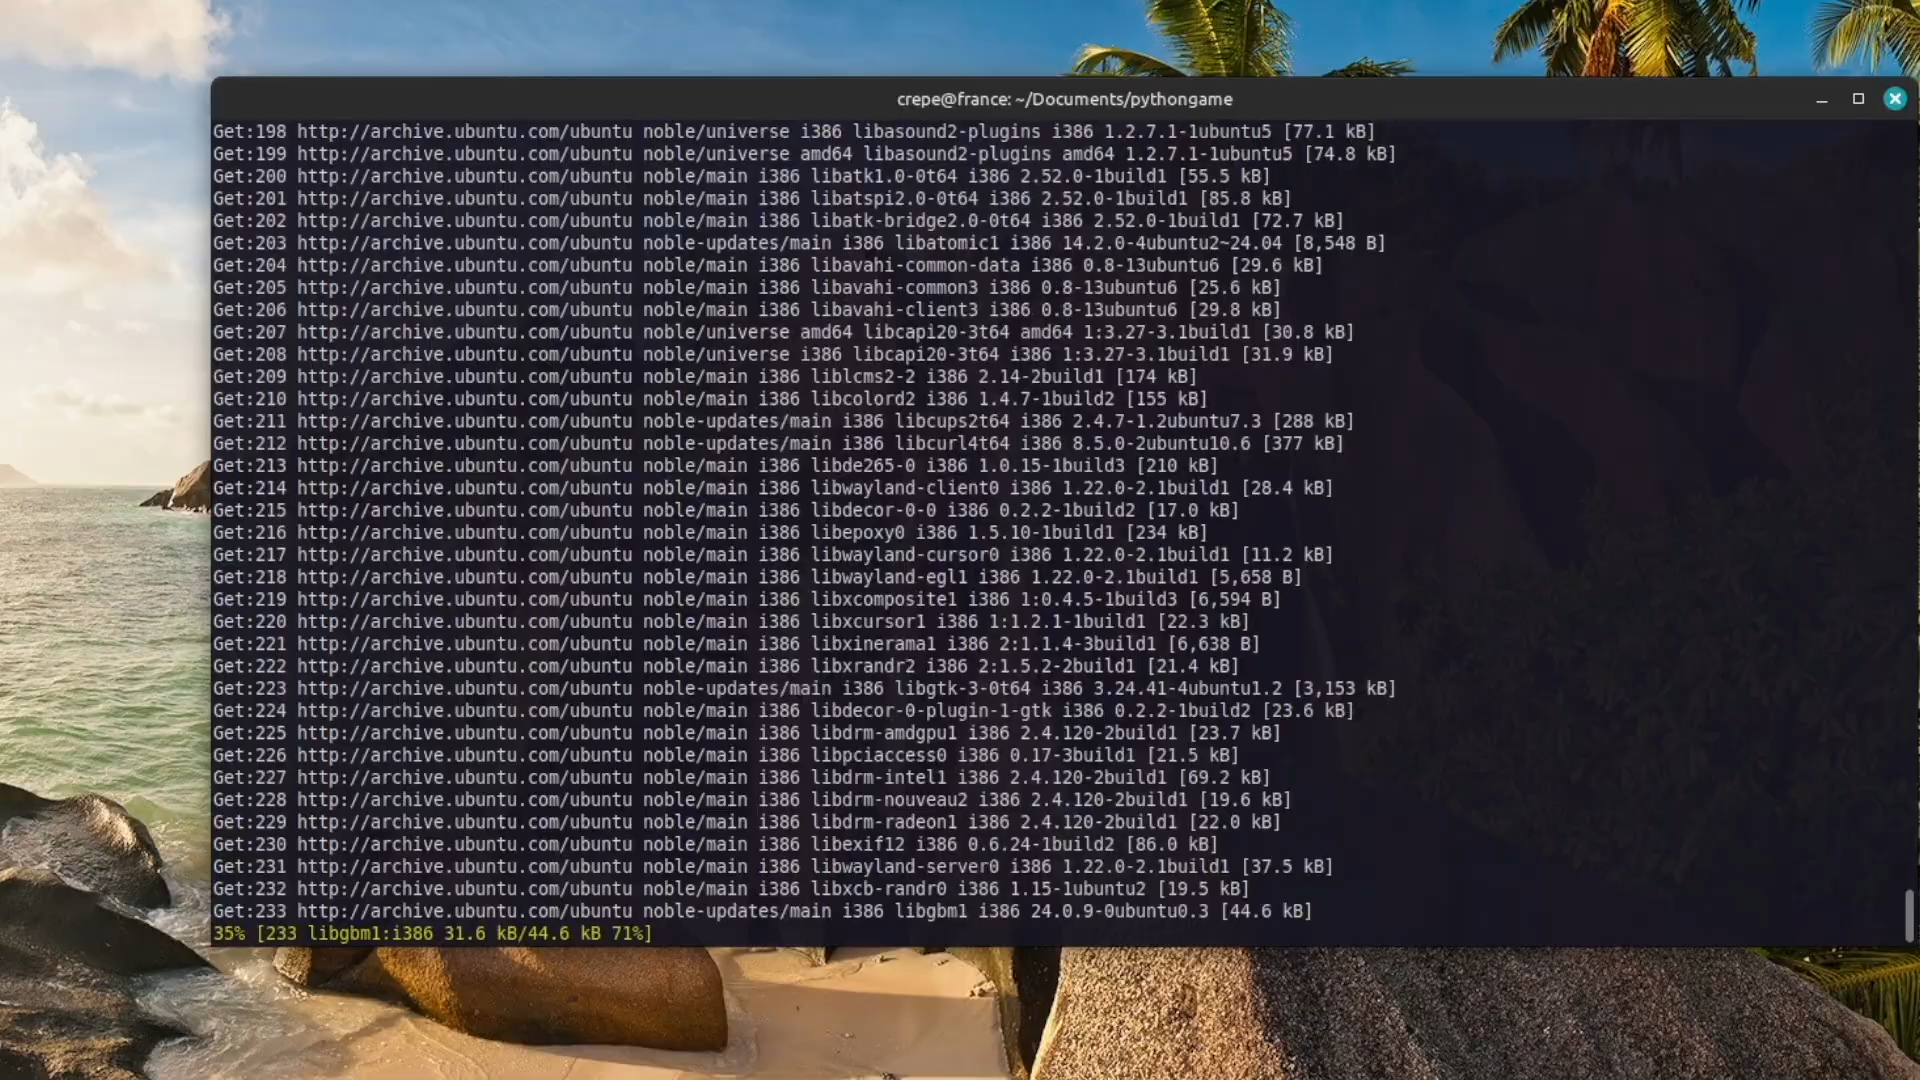 crepe@france: ~/Documents/pythongame
Get:198 http://archive.ubuntu.com/ubuntu noble/universe i386 libasound2-plugins i386 1.2.7.1-1ubuntu5 [77.1 kB]
Get:199 http://archive.ubuntu.com/ubuntu noble/universe amd64 libasound2-plugins amd64 1.2.7.1-1ubuntu5 [74.8 kB]
Get:200 http://archive.ubuntu.com/ubuntu noble/main i386 libatk1.0-0t64 i386 2.52.0-1build1 [55.5 kB]
Get:201 http://archive.ubuntu.com/ubuntu noble/main i386 libatspi2.0-0t64 i386 2.52.0-1build1 [85.8 kB]
Get:202 http://archive.ubuntu.com/ubuntu noble/main i386 libatk-bridge2.0-0t64 i386 2.52.0-1build1 [72.7 kB]
Get:203 http://archive.ubuntu.com/ubuntu noble-updates/main i386 libatomic1 i386 14.2.0-4ubuntu2~24.04 [8,548 B]
Get:204 http://archive.ubuntu.com/ubuntu noble/main i386 libavahi-common-data i386 0.8-13ubuntu6 [29.6 kB]
Get:205 http://archive.ubuntu.com/ubuntu noble/main i386 libavahi-common3 i386 0.8-13ubuntu6 [25.6 kB]
Get:206 http://archive.ubuntu.com/ubuntu noble/main i386 libavahi-client3 i386 0.8-13ubuntu6 [29.8 kB]
Get:207 http://archive.ubuntu.com/ubuntu noble/universe amd64 libcapi20-3t64 amd64 1:3.27-3.1build1 [30.8 kB]
Get:208 http://archive.ubuntu.com/ubuntu noble/universe i386 libcapi20-3t64 i386 1:3.27-3.1build1 [31.9 kB]
Get:209 http://archive.ubuntu.com/ubuntu noble/main i386 liblcms2-2 i386 2.14-2build1 [174 kB]
Get:210 http://archive.ubuntu.com/ubuntu noble/main i386 libcolord2 i386 1.4.7-1build2 [155 kB]
Get:211 http://archive.ubuntu.com/ubuntu noble-updates/main i386 libcups2t64 i386 2.4.7-1.2ubuntu7.3 [288 kB]
Get:212 http://archive.ubuntu.com/ubuntu noble-updates/main i386 libcurl4t64 i386 8.5.0-2ubuntu10.6 [377 kB]
Get:213 http://archive.ubuntu.com/ubuntu noble/main i386 libde265-0 i386 1.0.15-1build3 [210 kB]
Get:214 http://archive.ubuntu.com/ubuntu noble/main i386 libwayland-client0 i386 1.22.0-2.1build1 [28.4 kB]
Get:215 http://archive.ubuntu.com/ubuntu noble/main i386 libdecor-0-0 i386 0.2.2-1build2 [17.0 kB]
Get:216 http://archive.ubuntu.com/ubuntu noble/main i386 libepoxy0 i386 1.5.10-1build1 [234 kB]
Get:217 http://archive.ubuntu.com/ubuntu noble/main i386 libwayland-cursor0 i386 1.22.0-2.1build1 [11.2 kB]
Get:218 http://archive.ubuntu.com/ubuntu noble/main i386 libwayland-egl1 i386 1.22.0-2.1build1 [5,658 B]
Get:219 http://archive.ubuntu.com/ubuntu noble/main i386 libxcomposite1 i386 1:0.4.5-1build3 [6,594 B]
Get:220 http://archive.ubuntu.com/ubuntu noble/main i386 libxcursor1 i386 1:1.2.1-1build1 [22.3 kB]
Get:221 http://archive.ubuntu.com/ubuntu noble/main i386 libxinerama1 i386 2:1.1.4-3build1 [6,638 B]
Get:222 http://archive.ubuntu.com/ubuntu noble/main i386 libxrandr2 i386 2:1.5.2-2build1 [21.4 kB]
Get:223 http://archive.ubuntu.com/ubuntu noble-updates/main i386 libgtk-3-0t64 i386 3.24.41-4ubuntu1.2 [3,153 kB]
Get:224 http://archive.ubuntu.com/ubuntu noble/main i386 libdecor-0-plugin-1-gtk i386 0.2.2-1build2 [23.6 kB]
Get:225 http://archive.ubuntu.com/ubuntu noble/main i386 libdrm-amdgpu1 i386 2.4.120-2build1 [23.7 kB]
Get:226 http://archive.ubuntu.com/ubuntu noble/main i386 libpciaccess0 i386 0.17-3build1 [21.5 kB]
Get:227 http://archive.ubuntu.com/ubuntu noble/main i386 libdrm-intel1 i386 2.4.120-2build1 [69.2 kB]
Get:228 http://archive.ubuntu.com/ubuntu noble/main i386 libdrm-nouveau2 i386 2.4.120-2build1 [19.6 kB]
Get:229 http://archive.ubuntu.com/ubuntu noble/main i386 libdrm-radeon1 i386 2.4.120-2build1 [22.0 kB]
Get:230 http://archive.ubuntu.com/ubuntu noble/main i386 libexif12 i386 0.6.24-1build2 [86.0 kB]
Get:231 http://archive.ubuntu.com/ubuntu noble/main i386 libwayland-server0 i386 1.22.0-2.1build1 [37.5 kB]
Get:232 http://archive.ubuntu.com/ubuntu noble/main i386 libxcb-randr0 i386 1.15-1ubuntu2 [19.5 kB]
Get:233 http://archive.ubuntu.com/ubuntu noble-updates/main i386 libgbm1 i386 24.0.9-0ubuntu0.3 [44.6 kB]
35% [233 libgbm1:i386 31.6 kB/44.6 kB 71%]